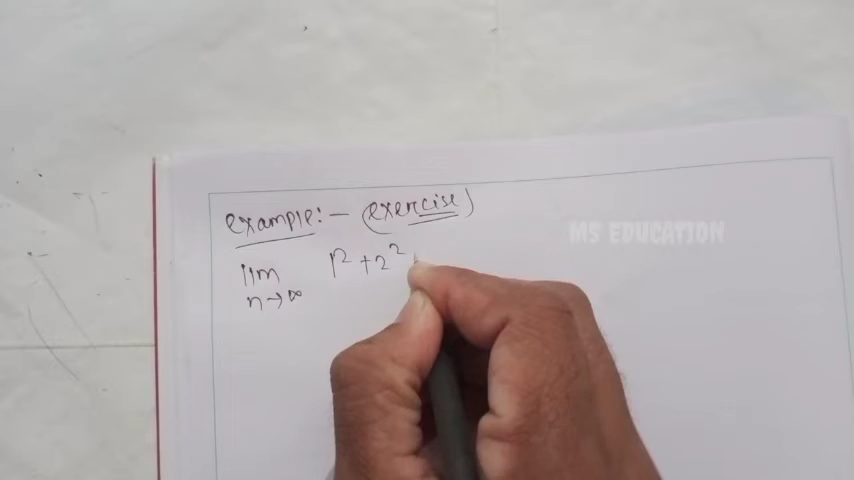 example:- (exercise)
MS EDUCATION
lim 1² + 2² +
n→∞